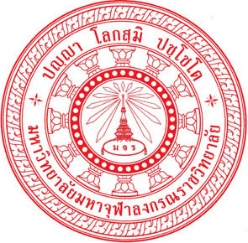 ปญฺญา โลกสฺมิ ปชฺโชโต
มจร
มหาวิทยาลัยมหาจุฬาลงกรณราชวิทยาลัย